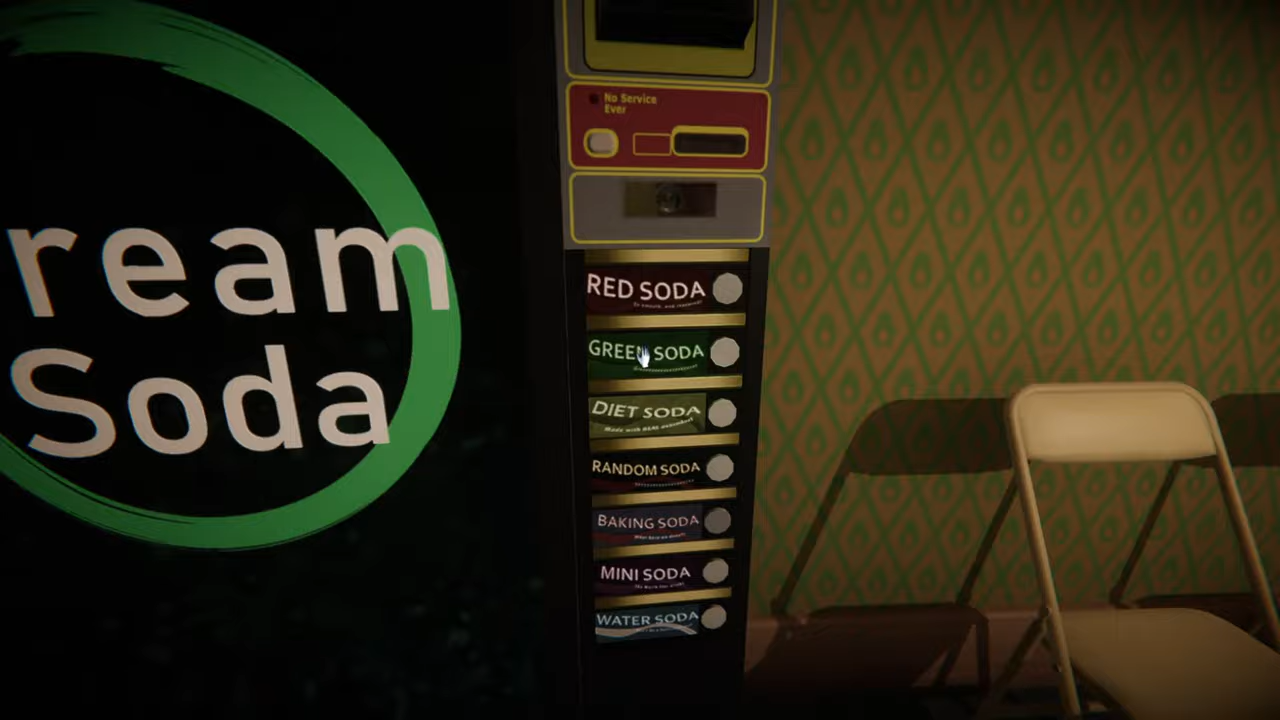 ream
Soda
No Service
Ever
RED SODA
GREEN SODA
DIET SODA
Made with REAL
RANDOM SODA
BAKING SODA
MINI SODA
WATER SODA